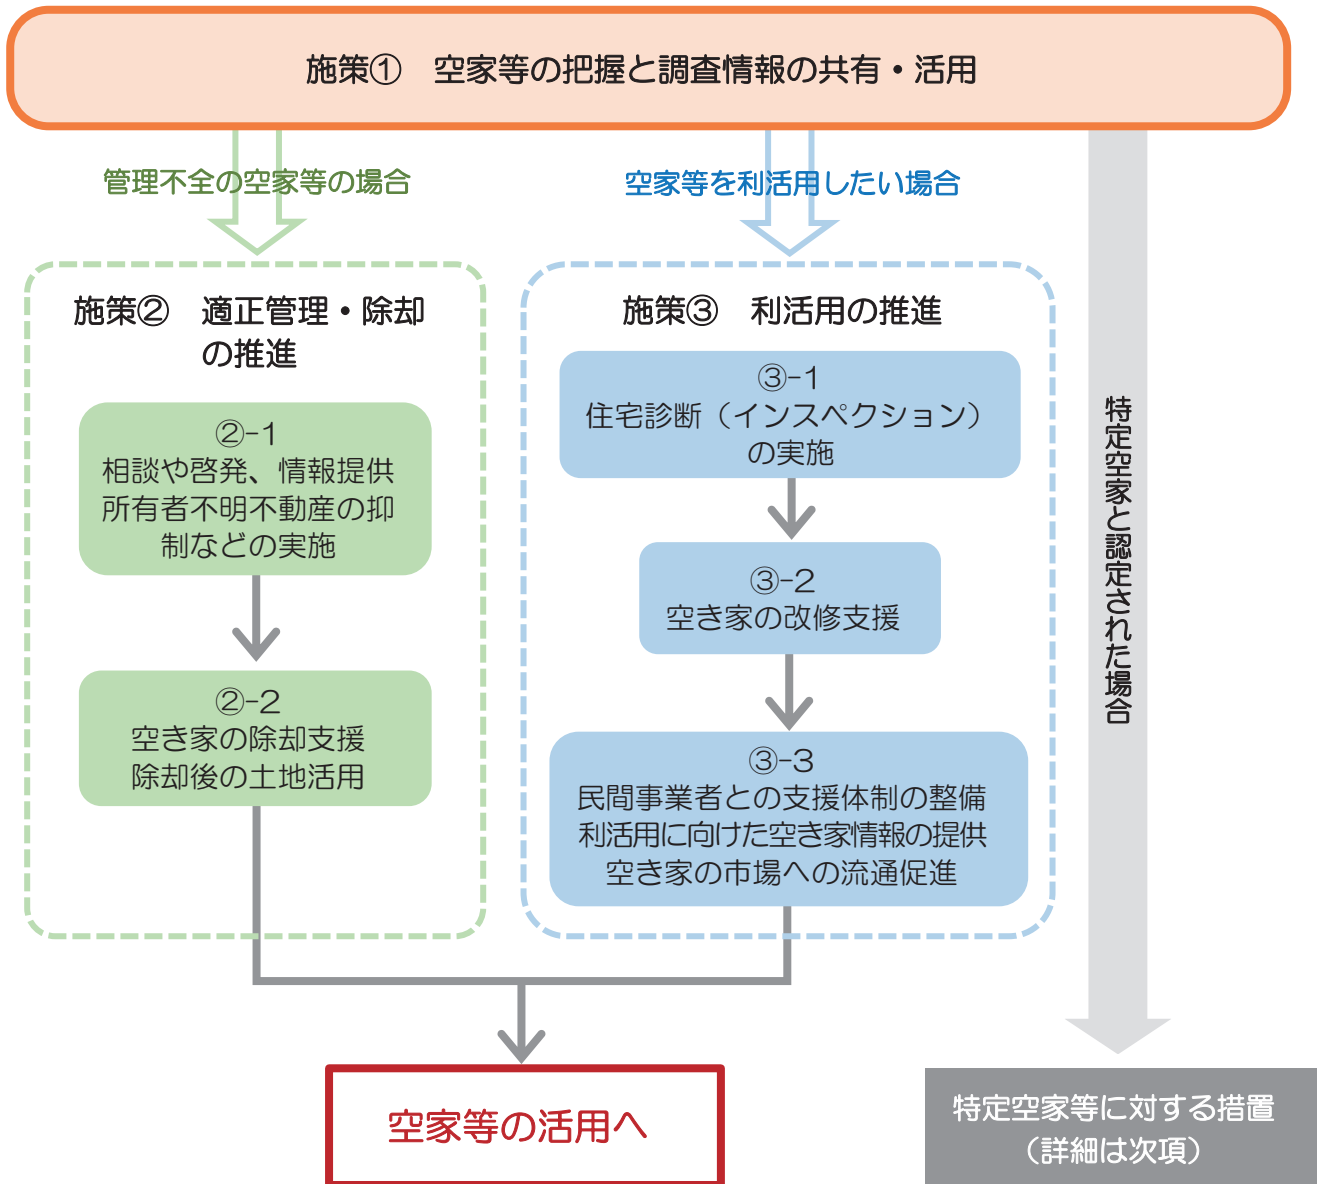 施策① 空家等の把握と調査情報の共有・活用
管理不全の空家等の場合
空家等を利活用したい場合
施策② 適正管理・除却
の推進
②-1
相談や啓発、情報提供
所有者不明不動産の抑
制などの実施
②-2
空き家の除却支援
除却後の土地活用
施策③ 利活用の推進
③-1
住宅診断（インスペクション）
の実施
③-2
空き家の改修支援
③-3
民間事業者との支援体制の整備
利活用に向けた空き家情報の提供
空き家の市場への流通促進
特定空家と認定された場合
空家等の活用へ
特定空家等に対する措置
（詳細は次項）